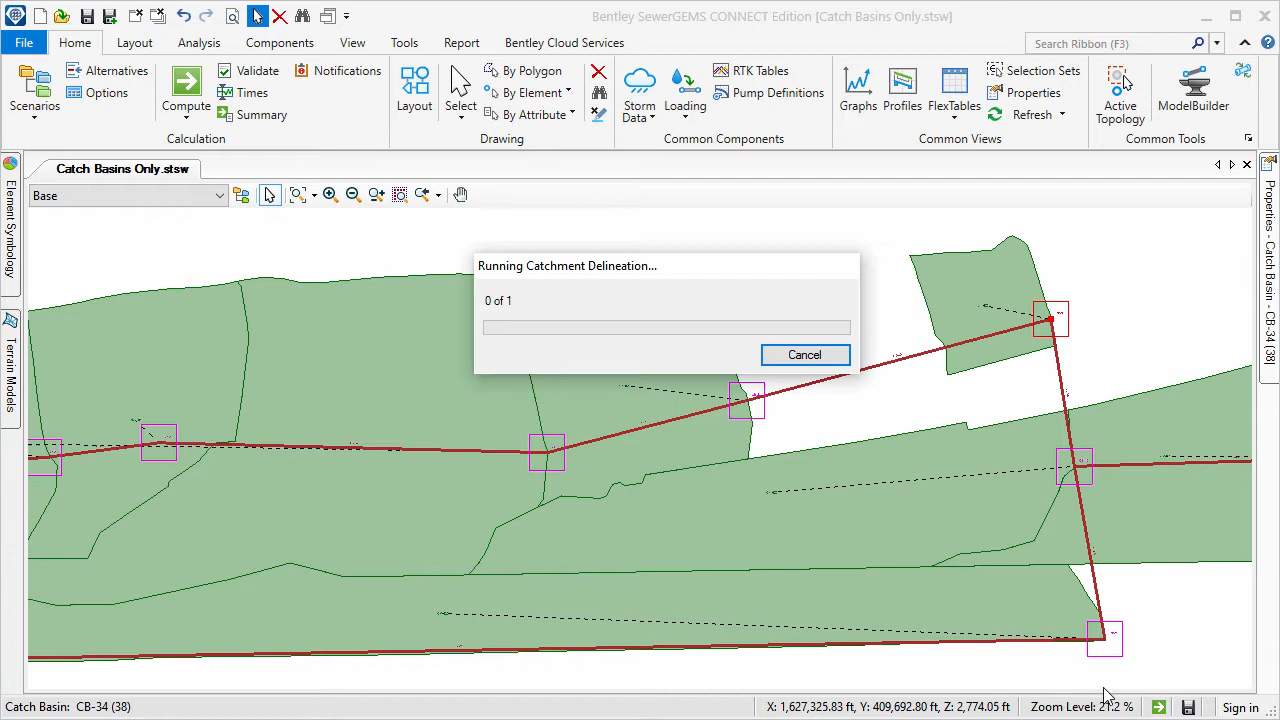 Bentley SewerGEMS CONNECT Edition [Catch Basins Only.stsw]
File Home Layout Analysis Components View Tools Report Bentley Cloud Services Search Ribbon (F3)
Scenarios Alternatives Options
Compute Validate Times Summary Notifications
Calculation
Layout Select By Polygon By Element By Attribute
Drawing
Storm Data Loading RTK Tables Pump Definitions
Common Components
Graphs Profiles FlexTables Selection Sets Properties Refresh
Common Views
Active Topology ModelBuilder
Common Tools
Catch Basins Only.stsw
Base
Element Symbology
Terrain Models
Properties - Catch Basin - CB-34 (38)
Running Catchment Delineation...
0 of 1
Cancel
Catch Basin: CB-34 (38) X: 1,627,325.83 ft, Y: 409,692.80 ft, Z: 2,774.05 ft Zoom Level: 21.2 % Sign in